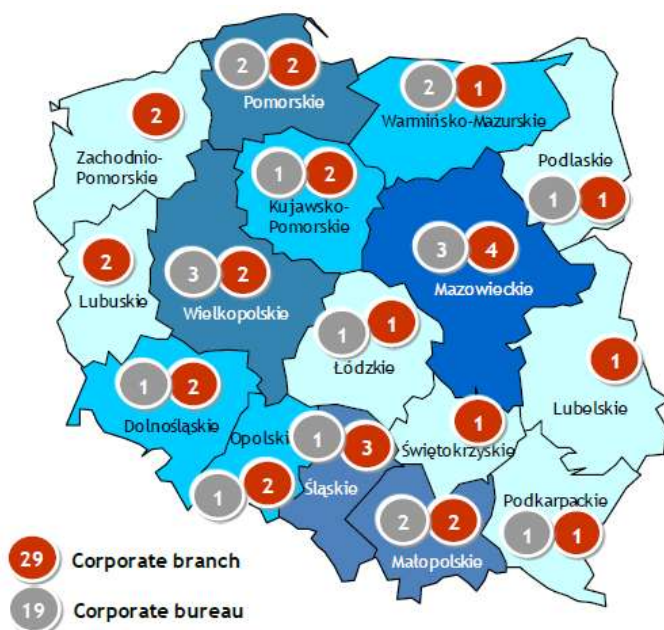 2 2
Pomorskie
2 1
Warmińsko-Mazurskie
2
Zachodnio-
Pomorskie
Podlaskie
1 1
1 2
Kujawsko-
Pomorskie
3 4
Mazowieckie
2
Lubuskie
3 2
Wielkopolskie
1 1
Łódzkie
1
Lubelskie
1 2
Dolnośląskie
Opolski
1 2
1 3
Śląskie
1
Świętokrzyskie
2 2
Małopolskie
Podkarpackie
1 1
29 Corporate branch
19 Corporate bureau